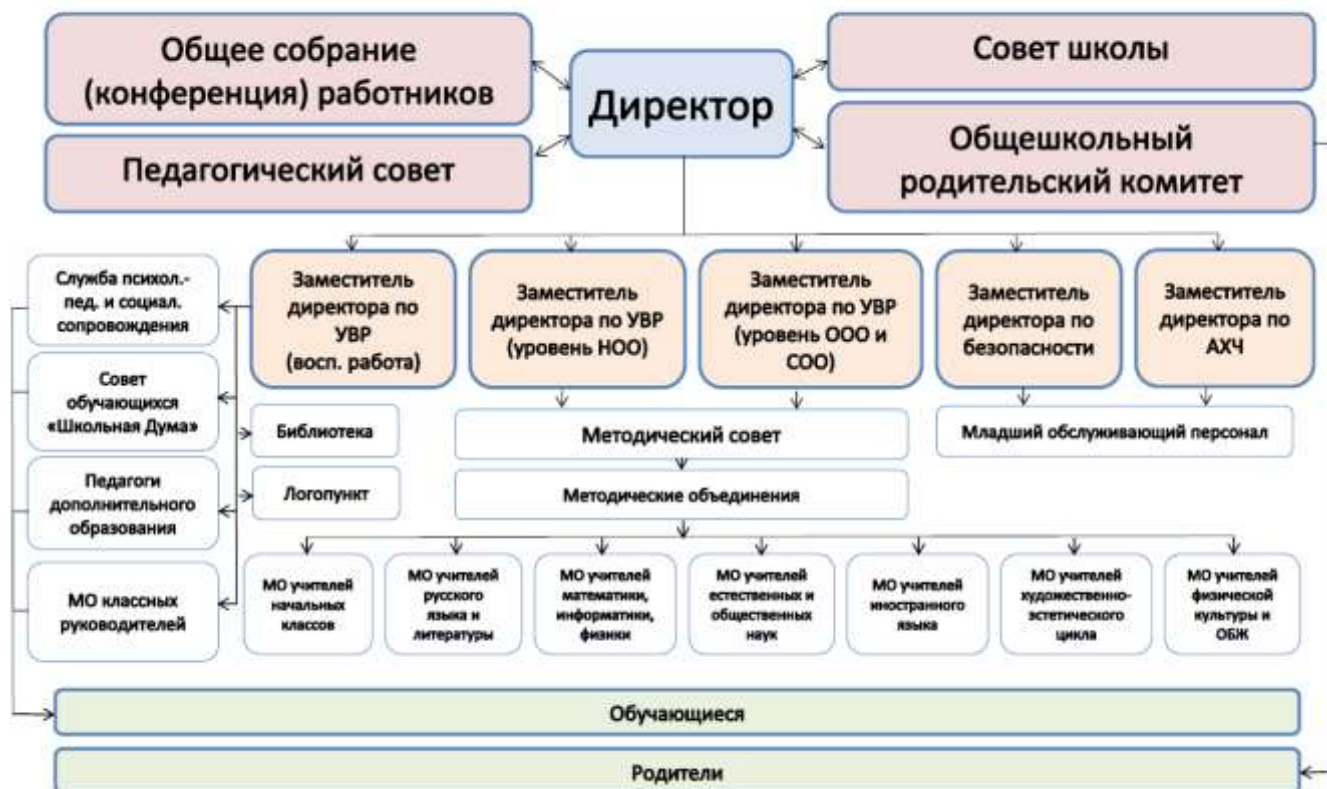 Общее собрание
(конференция) работников
Директор
Совет школы
Педагогический совет
Общешкольный
родительский комитет
Служба психол.-
пед. и социал.
сопровождения
Заместитель
директора по
УВР
(восп. работа)
Заместитель
директора по УВР
(уровень НОО)
Заместитель
директора по УВР
(уровень ООО и
СОО)
Заместитель
директора по
безопасности
Заместитель
директора по
АХЧ
Совет
обучающихся
«Школьная Дума»
Библиотека
Методический совет
Младший обслуживающий персонал
Педагоги
дополнительного
образования
Логопункт
Методические объединения
МО классных
руководителей
МО учителей
начальных
классов
МО учителей
русского
языка и
литературы
МО учителей
математики,
информатики,
физики
МО учителей
естественных и
общественных
наук
МО учителей
иностранного
языка
МО учителей
художественно-
эстетического
цикла
МО учителей
физической
культуры и
ОБЖ
Обучающиеся
Родители